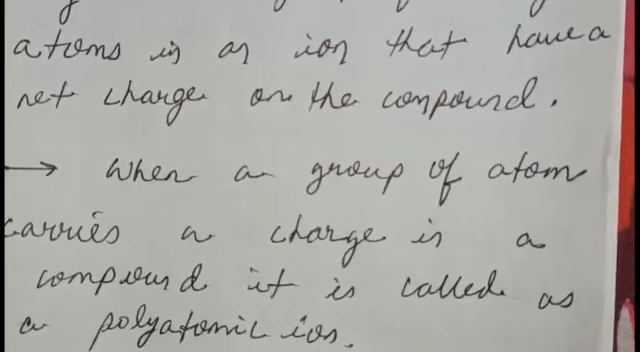 atoms is an ion that have a
net charge on the compound.
→ When a group of atom
carries a charge in a
compound it is called as
a polyatomic ion.